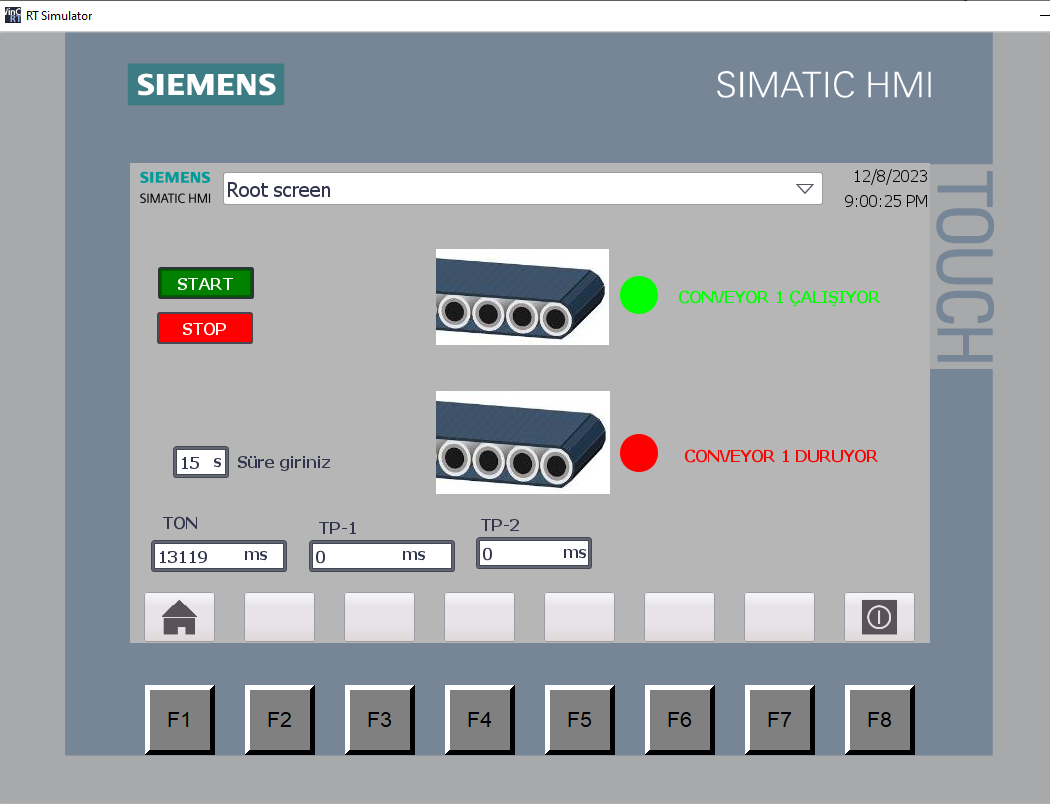 RT Simulator
SIEMENS
SIMATIC HMI
SIEMENS
SIMATIC HMI
Root screen
12/8/2023
9:00:25 PM
TOUCH
START
STOP
CONVEYOR 1 ÇALIŞIYOR
15 s
Süre giriniz
CONVEYOR 1 DURUYOR
TON
TP-1
TP-2
13119 ms
0 ms
0 ms
F1
F2
F3
F4
F5
F6
F7
F8